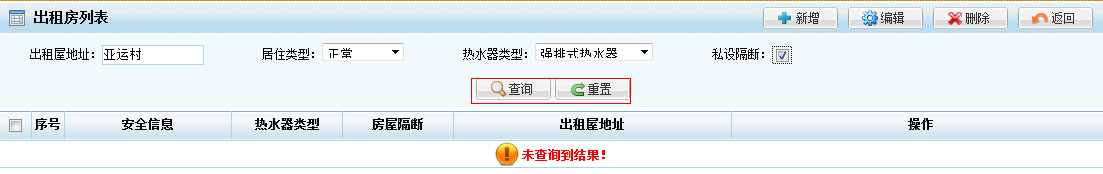 出租房列表 新增 编辑 删除 返回
出租屋地址： 亚运村 居住类型： 正常 热水器类型： 强排式热水器 私设隔断：
查询 重置
序号 安全信息 热水器类型 房屋隔断 出租屋地址 操作
未查询到结果！